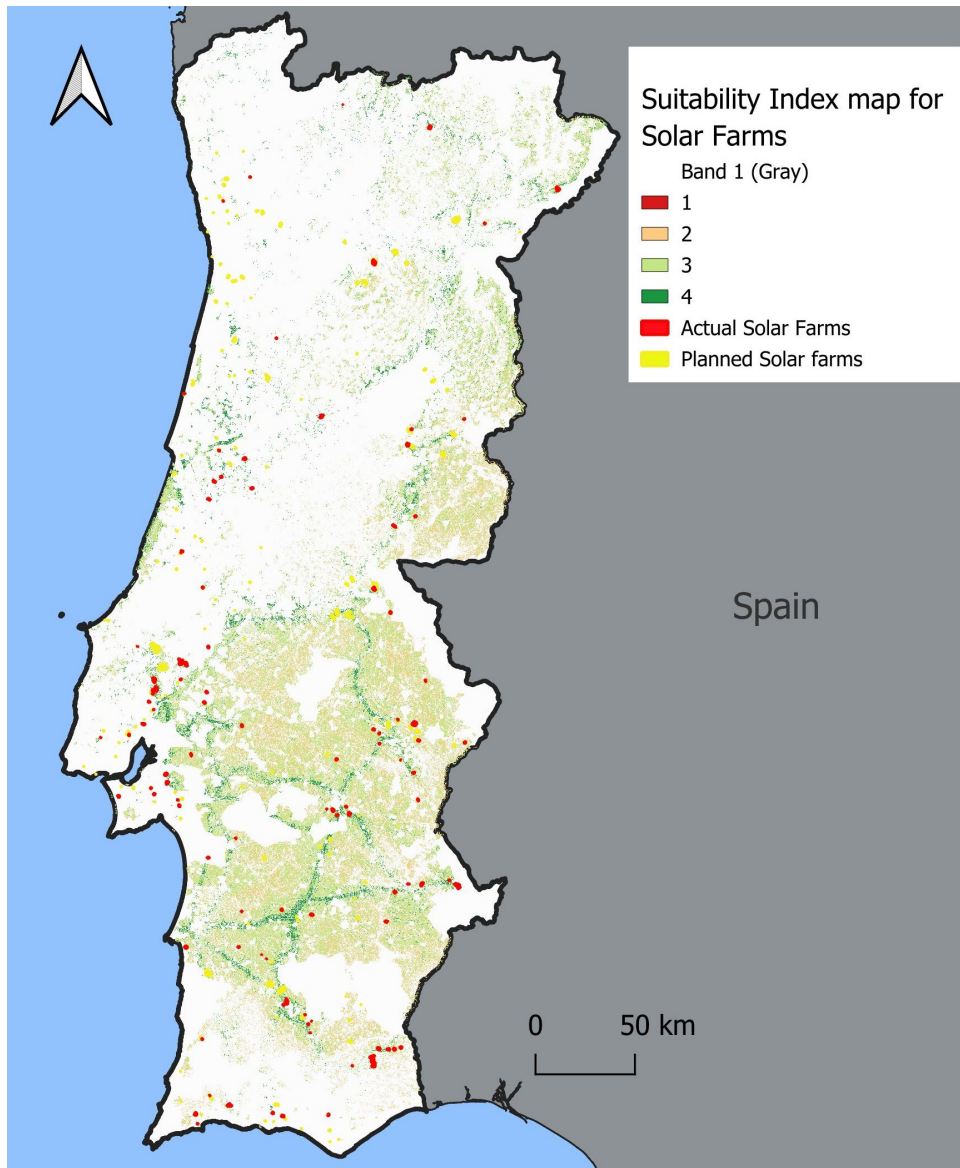 Suitability Index map for
Solar Farms
Band 1 (Gray)
1
2
3
4
Actual Solar Farms
Planned Solar farms
Spain
0 50 km